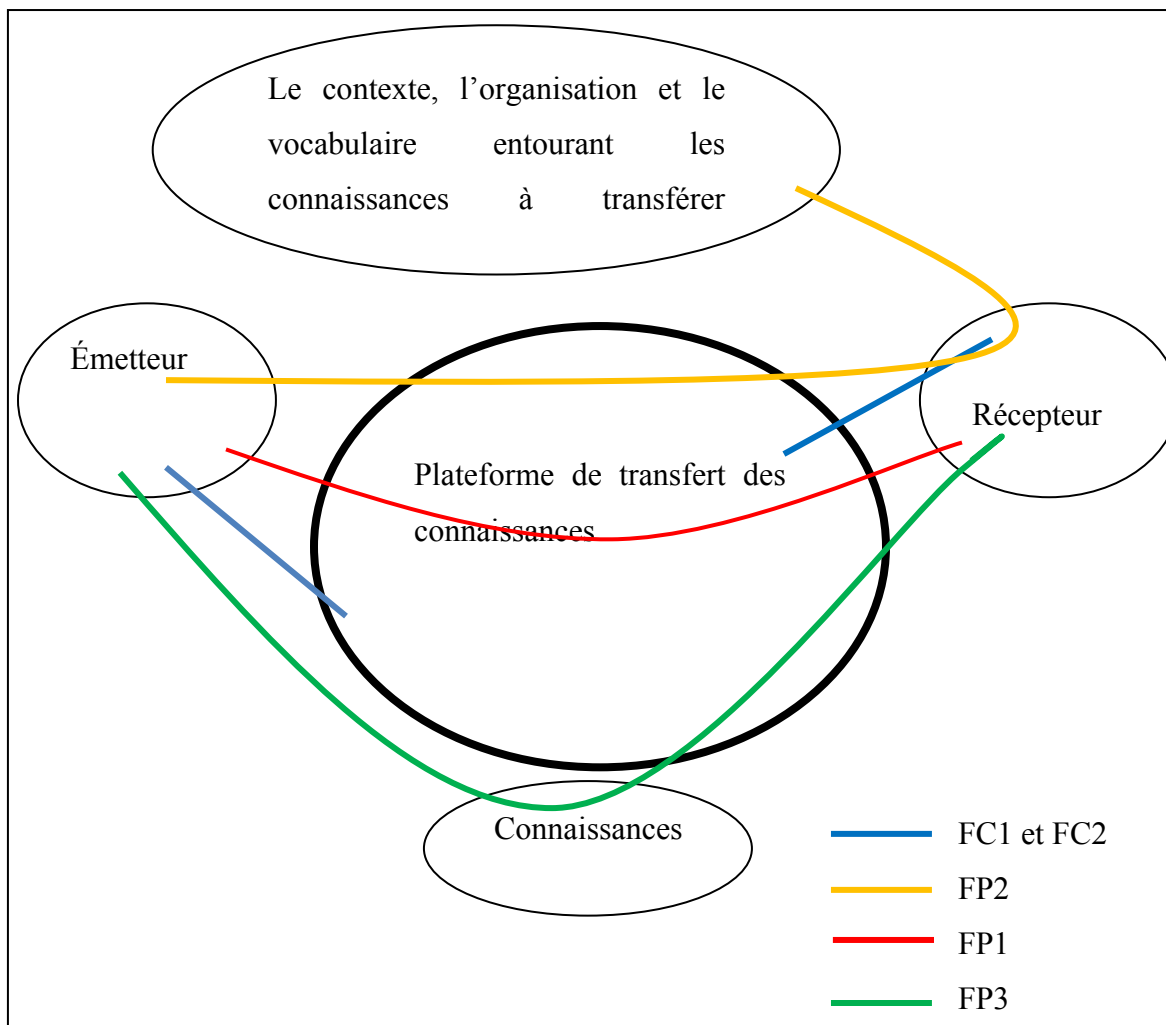 Le contexte, l’organisation et le
vocabulaire entourant les
connaissances à transférer
Émetteur
Récepteur
Plateforme de transfert des
connaissances
Connaissances
FC1 et FC2
FP2
FP1
FP3